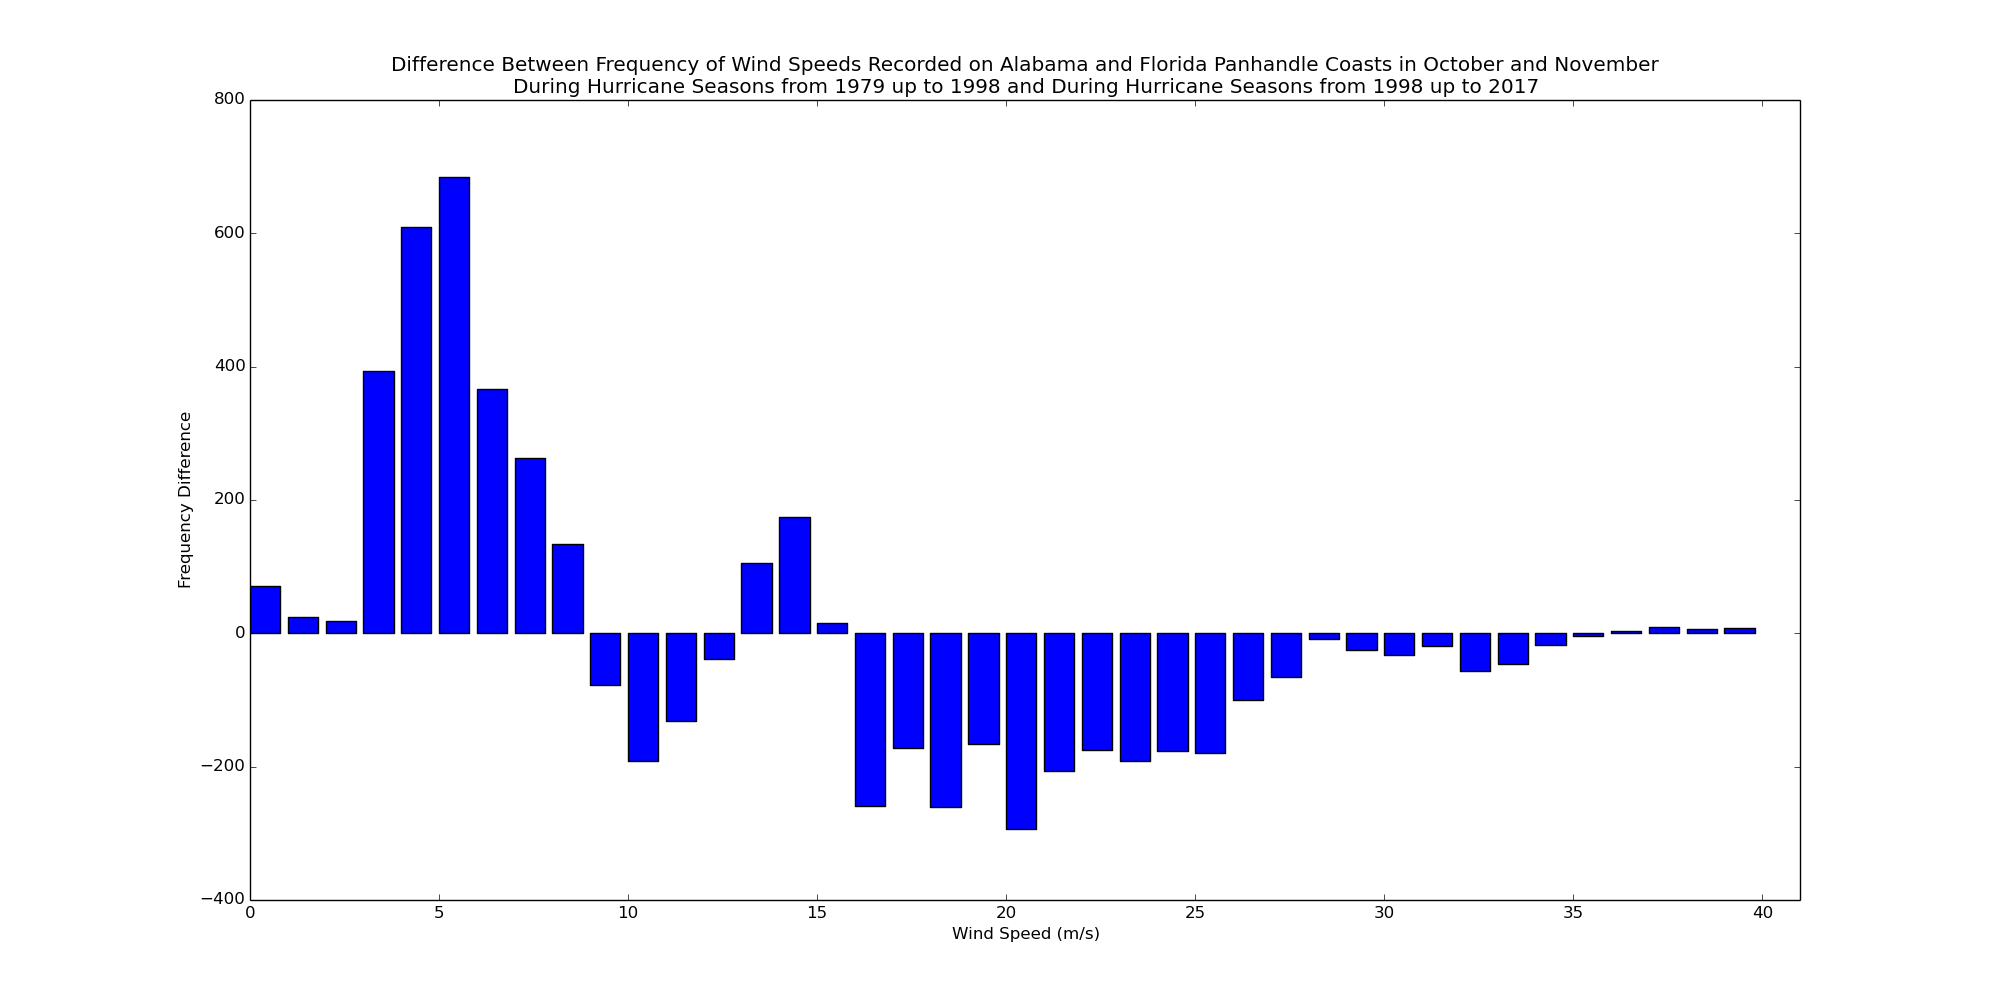 Difference Between Frequency of Wind Speeds Recorded on Alabama and Florida Panhandle Coasts in October and November
During Hurricane Seasons from 1979 up to 1998 and During Hurricane Seasons from 1998 up to 2017
800
600
400
200
0
−200
−400
Frequency Difference
0 5 10 15 20 25 30 35 40
Wind Speed (m/s)